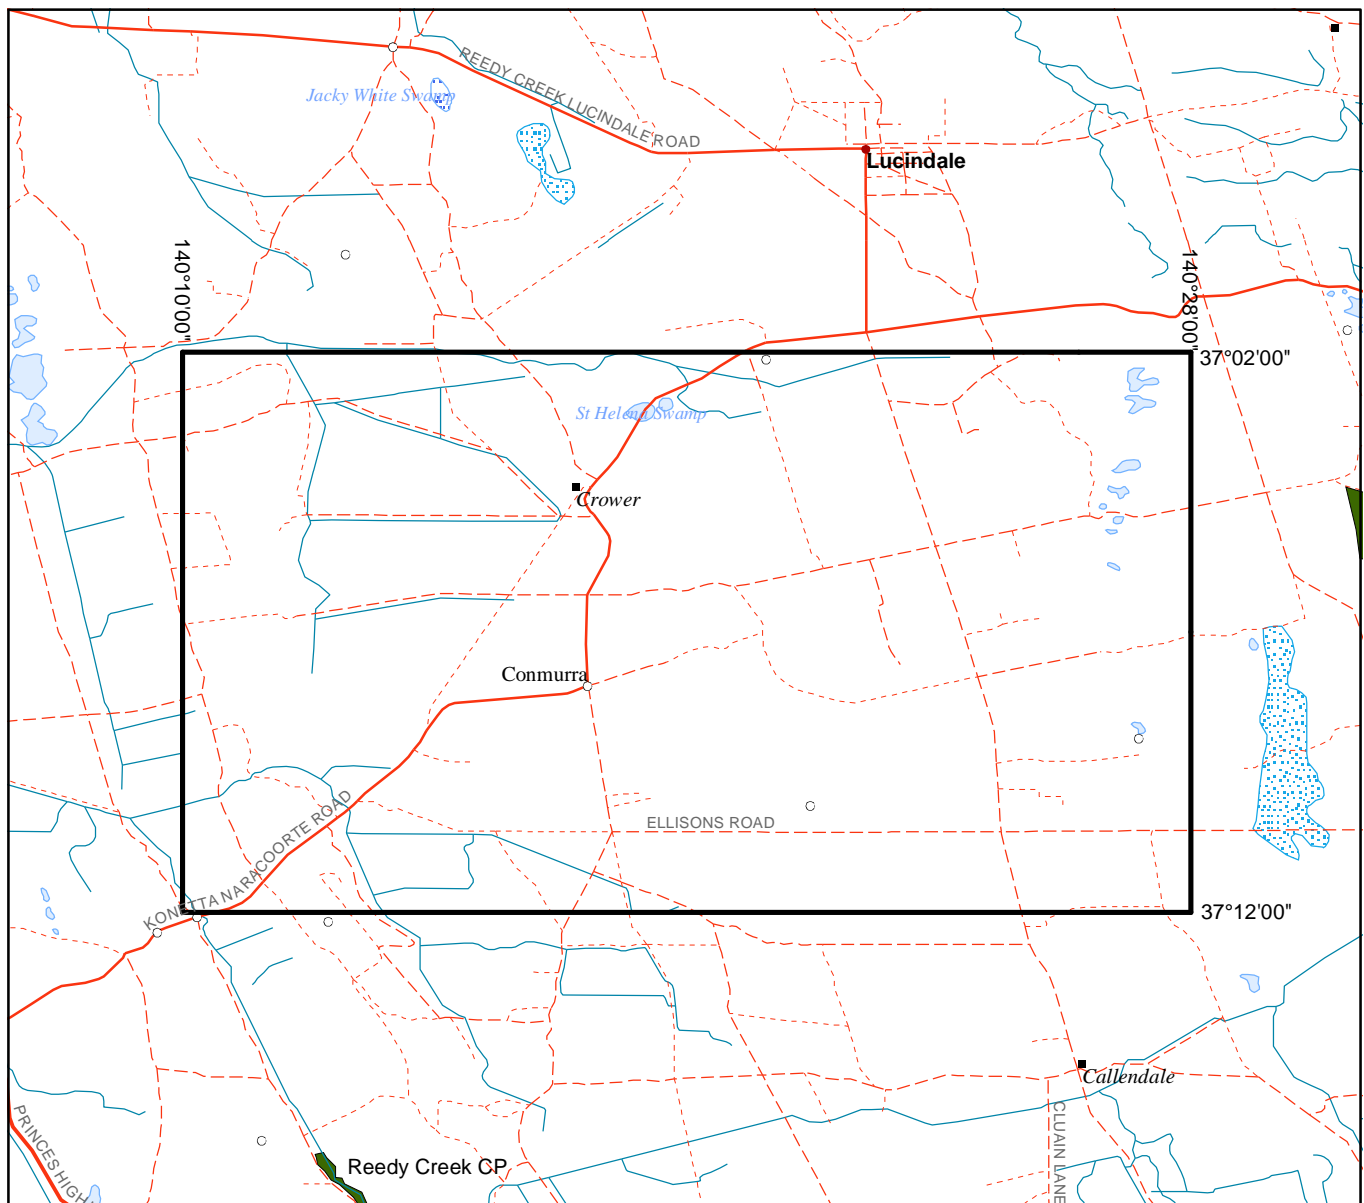 REEDY CREEK LUCINDALE ROAD
Jacky White Swamp
Lucindale
140°10'00"
140°28'00"
37°02'00"
St Helena Swamp
Crower
Conmurra
ELLISONS ROAD
KONETTA NARACOORTE ROAD
37°12'00"
Callendale
CLUAIN LANE
PRINCES HIGH
Reedy Creek CP